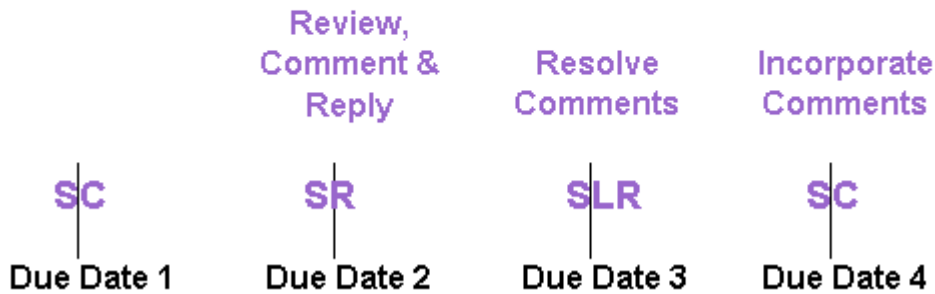 Review,
Comment &
Reply
Resolve
Comments
Incorporate
Comments
SC
SR
SLR
SC
Due Date 1
Due Date 2
Due Date 3
Due Date 4